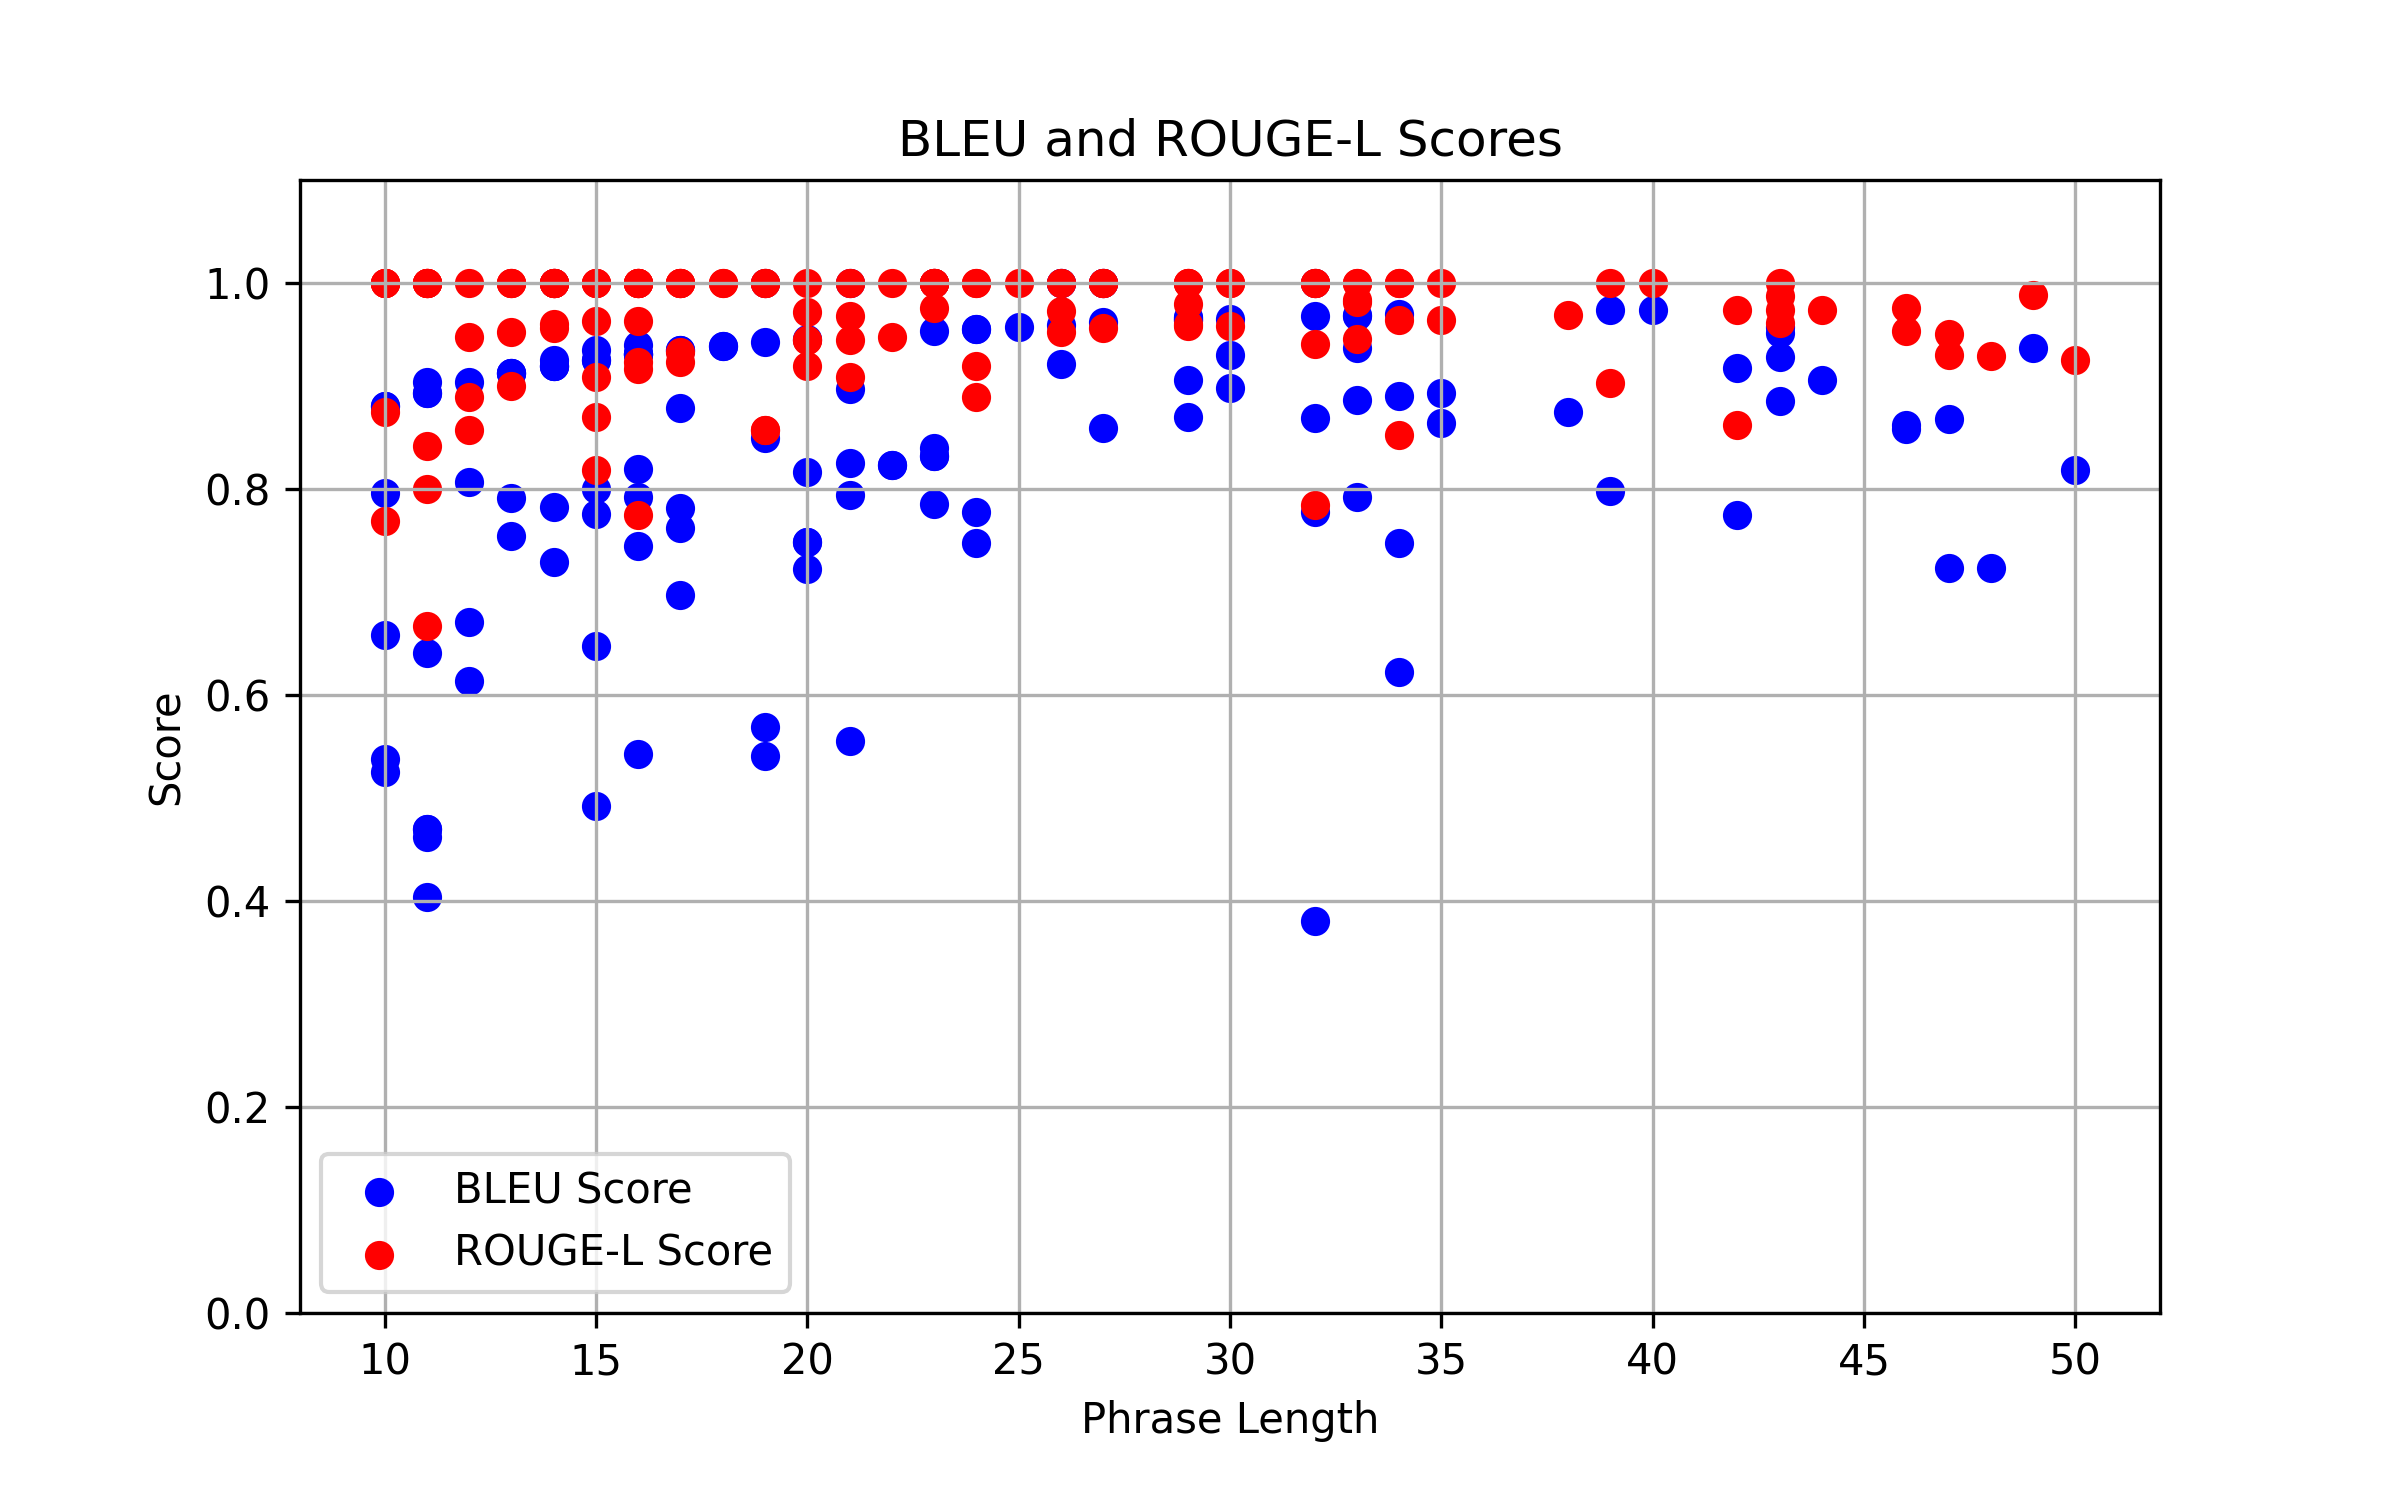 BLEU and ROUGE-L Scores
1.0
0.8
0.6
0.4
0.2
0.0
Score
BLEU Score
ROUGE-L Score
10 15 20 25 30 35 40 45 50
Phrase Length